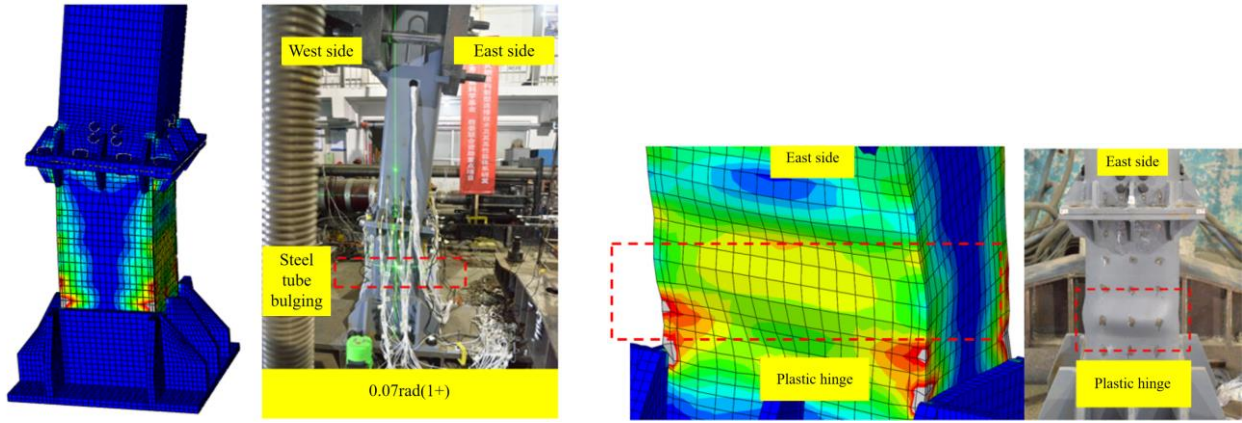 West side
East side
Steel
tube
bulging
0.07rad(1+)
East side
Plastic hinge
East side
Plastic hinge